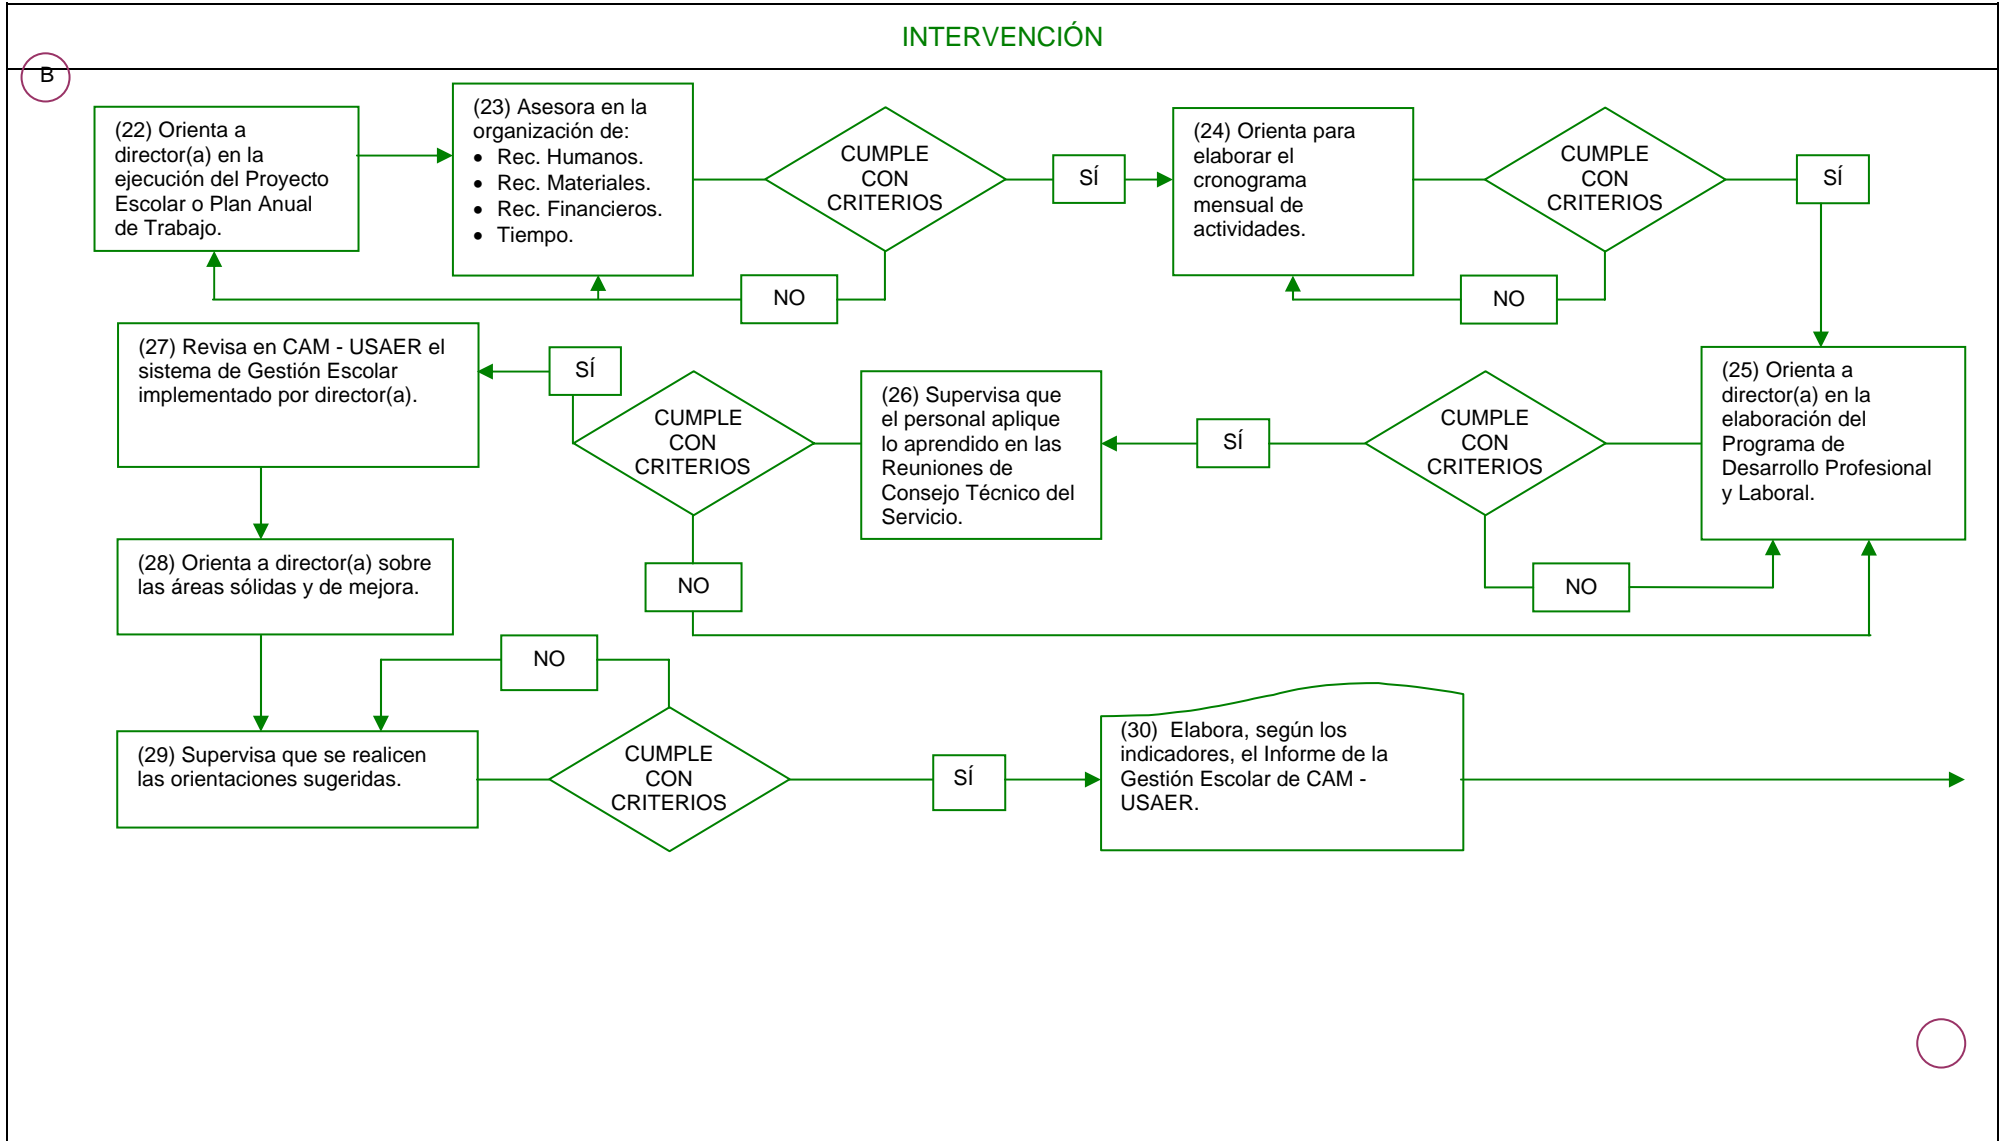 INTERVENCIÓN
B
(22) Orienta a
director(a) en la
ejecución del Proyecto
Escolar o Plan Anual
de Trabajo.
(23) Asesora en la
organización de:
• Rec. Humanos.
• Rec. Materiales.
• Rec. Financieros.
• Tiempo.
CUMPLE
CON
CRITERIOS
SÍ
NO
(24) Orienta para
elaborar el
cronograma
mensual de
actividades.
CUMPLE
CON
CRITERIOS
SÍ
NO
(25) Orienta a
director(a) en la
elaboración del
Programa de
Desarrollo Profesional
y Laboral.
CUMPLE
CON
CRITERIOS
SÍ
NO
(26) Supervisa que
el personal aplique
lo aprendido en las
Reuniones de
Consejo Técnico del
Servicio.
CUMPLE
CON
CRITERIOS
SÍ
NO
(27) Revisa en CAM - USAER el
sistema de Gestión Escolar
implementado por director(a).
(28) Orienta a director(a) sobre
las áreas sólidas y de mejora.
(29) Supervisa que se realicen
las orientaciones sugeridas.
NO
CUMPLE
CON
CRITERIOS
SÍ
(30) Elabora, según los
indicadores, el Informe de la
Gestión Escolar de CAM -
USAER.